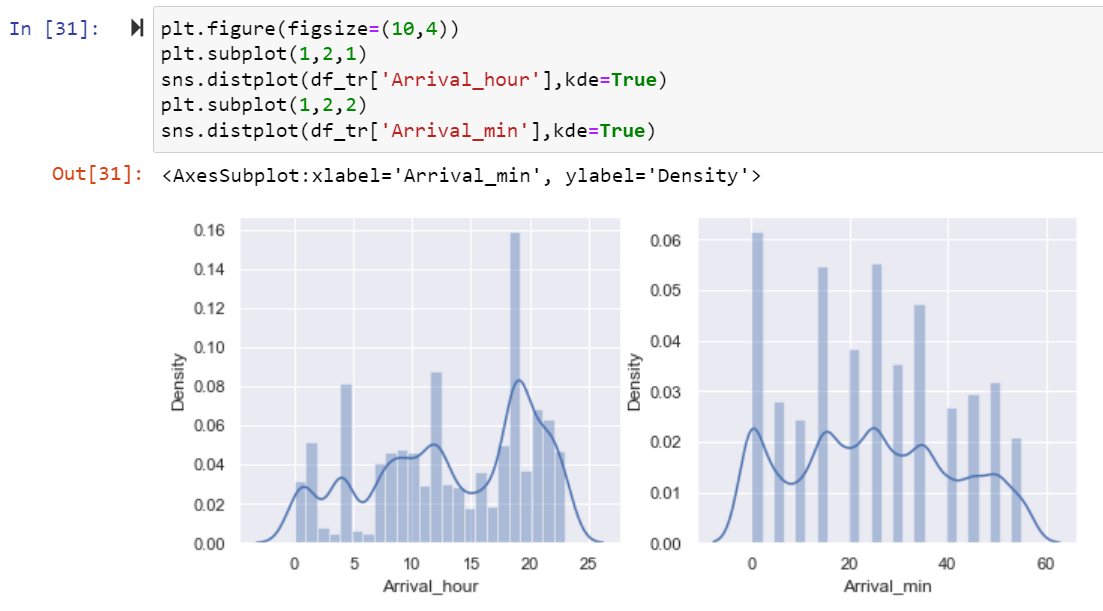 In [31]:
plt.figure(figsize=(10,4))
plt.subplot(1,2,1)
sns.distplot(df_tr['Arrival_hour'],kde=True)
plt.subplot(1,2,2)
sns.distplot(df_tr['Arrival_min'],kde=True)
Out[31]: <AxesSubplot:xlabel='Arrival_min', ylabel='Density'>
0.16
0.14
0.12
0.10
0.08
0.06
0.04
0.02
0.00
Density
0 5 10 15 20 25
Arrival_hour
0.06
0.05
0.04
0.03
0.02
0.01
0.00
Density
0 20 40 60
Arrival_min